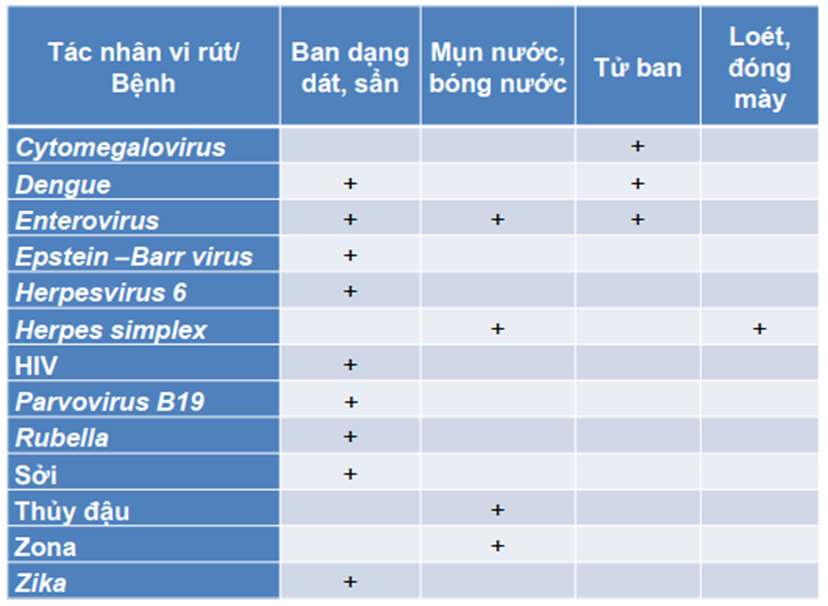 Tác nhân vi rút/ Bệnh | Ban dạng dát, sẩn | Mụn nước, bóng nước | Tử ban | Loét, đóng mày
Cytomegalovirus | | | + |
Dengue | + | | + |
Enterovirus | + | + | + |
Epstein –Barr virus | + | | |
Herpesvirus 6 | + | | |
Herpes simplex | | + | | +
HIV | + | | |
Parvovirus B19 | + | | |
Rubella | + | | |
Sởi | + | | |
Thủy đậu | | + | |
Zona | | + | |
Zika | + | | |